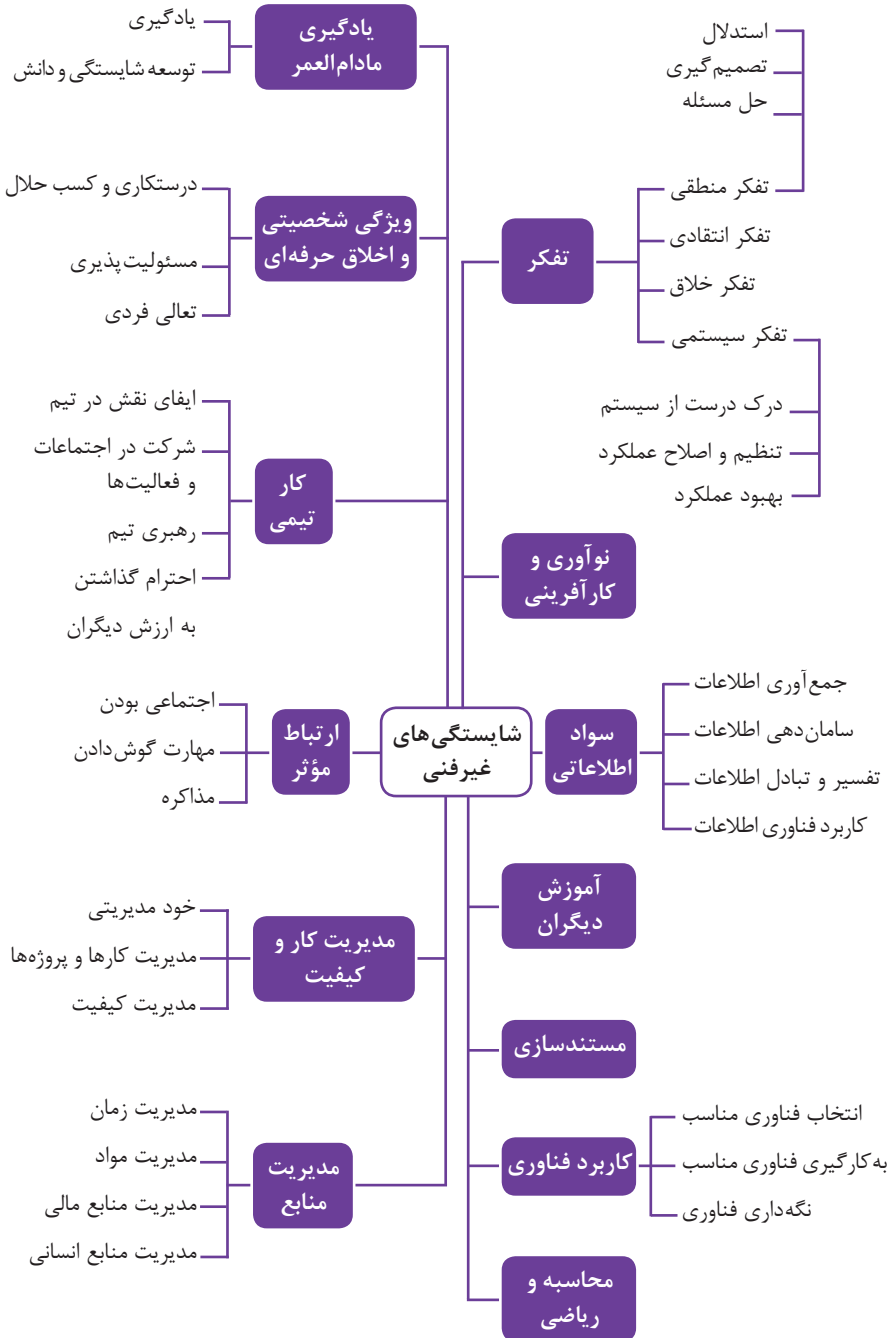 شایستگی‌های
غیرفنی
تفکر
تفکر منطقی
استدلال
تصمیم‌گیری
حل مسئله
تفکر انتقادی
تفکر خلاق
تفکر سیستمی
درک درست از سیستم
تنظیم و اصلاح عملکرد
بهبود عملکرد
نوآوری و
کارآفرینی
سواد
اطلاعاتی
جمع‌آوری اطلاعات
سامان‌دهی اطلاعات
تفسیر و تبادل اطلاعات
کاربرد فناوری اطلاعات
آموزش
دیگران
مستندسازی
کاربرد فناوری
انتخاب فناوری مناسب
به‌کارگیری فناوری مناسب
نگه‌داری فناوری
محاسبه و
ریاضی
یادگیری
مادام‌العمر
یادگیری
توسعه شایستگی و دانش
ویژگی شخصیتی
و اخلاق حرفه‌ای
درستکاری و کسب حلال
مسئولیت‌پذیری
تعالی فردی
کار
تیمی
ایفای نقش در تیم
شرکت در اجتماعات
و فعالیت‌ها
رهبری تیم
احترام گذاشتن
به ارزش دیگران
ارتباط
مؤثر
اجتماعی بودن
مهارت گوش‌دادن
مذاکره
مدیریت کار و
کیفیت
خود مدیریتی
مدیریت کارها و پروژه‌ها
مدیریت کیفیت
مدیریت
منابع
مدیریت زمان
مدیریت مواد
مدیریت منابع مالی
مدیریت منابع انسانی